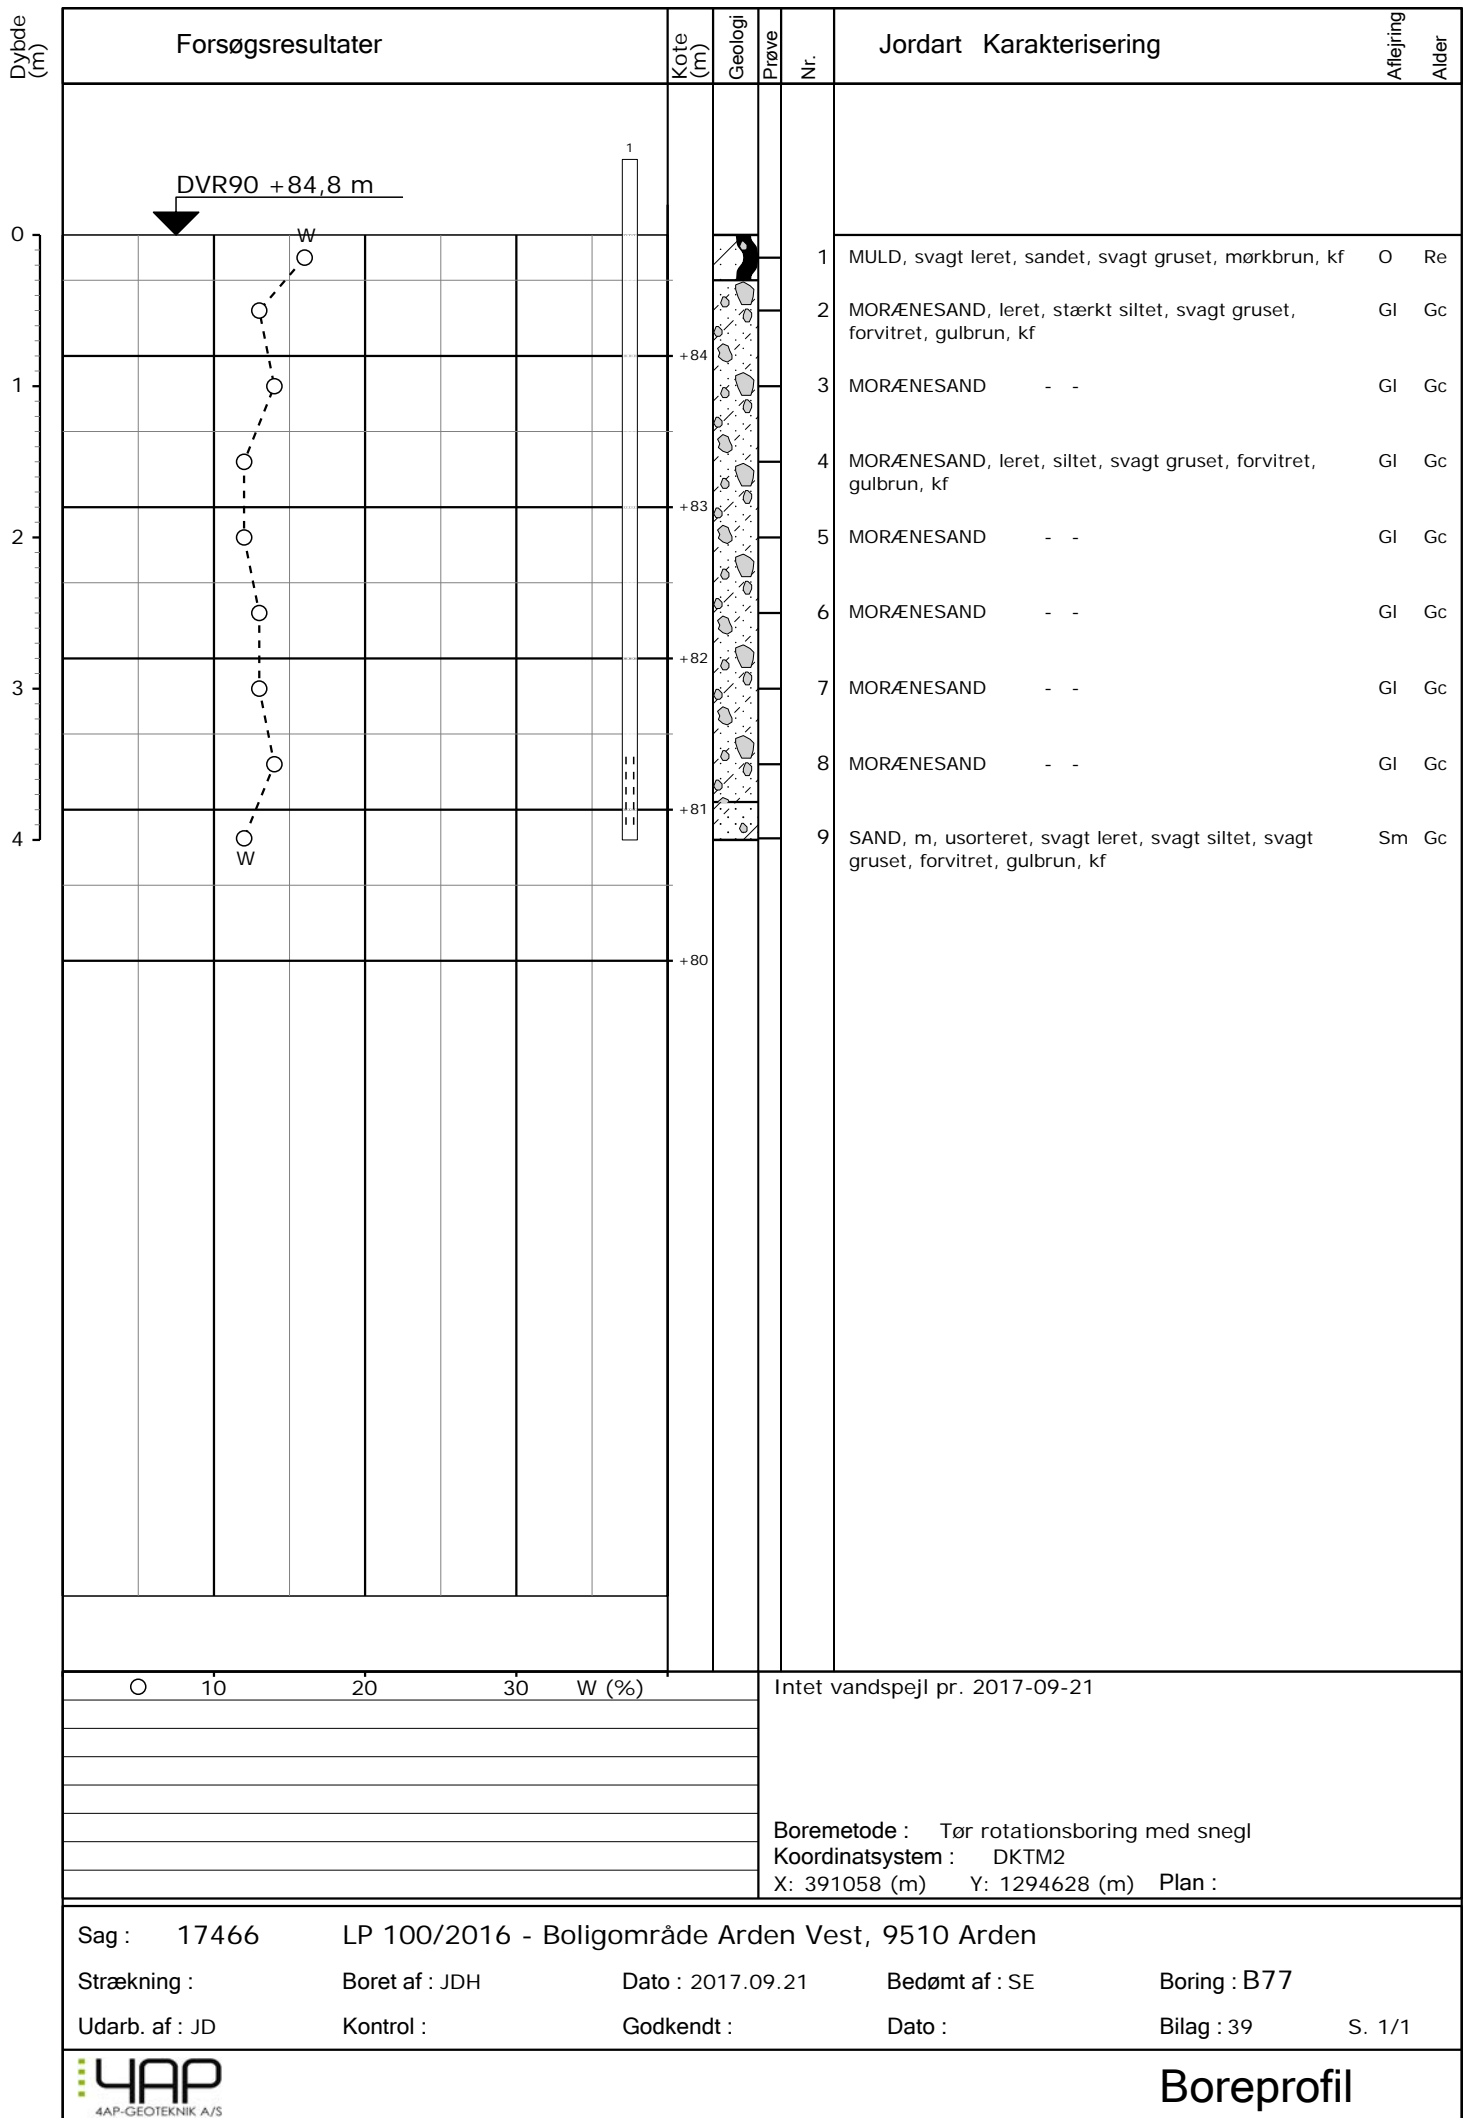 Dybde (m)
Forsøgsresultater
Kote (m)
Geologi
Prøve
Nr.
Jordart Karakterisering
Aflejring
Alder
1
DVR90 +84,8 m
0
W
1 MULD, svagt leret, sandet, svagt gruset, mørkbrun, kf O Re
2 MORÆNESAND, leret, stærkt siltet, svagt gruset, Gl Gc
forvitret, gulbrun, kf
+84
1
3 MORÆNESAND - - Gl Gc
4 MORÆNESAND, leret, siltet, svagt gruset, forvitret, Gl Gc
gulbrun, kf
+83
2
5 MORÆNESAND - - Gl Gc
6 MORÆNESAND - - Gl Gc
+82
3
7 MORÆNESAND - - Gl Gc
8 MORÆNESAND - - Gl Gc
+81
4
9 SAND, m, usorteret, svagt leret, svagt siltet, svagt Sm Gc
W
gruset, forvitret, gulbrun, kf
+80
10 20 30 W (%)
Intet vandspejl pr. 2017-09-21
Boremetode : Tør rotationsboring med snegl
Koordinatsystem : DKTM2
X: 391058 (m) Y: 1294628 (m) Plan :
Sag : 17466 LP 100/2016 - Boligområde Arden Vest, 9510 Arden
Strækning : Boret af : JDH Dato : 2017.09.21 Bedømt af : SE Boring : B77
Udarb. af : JD Kontrol : Godkendt : Dato : Bilag : 39 S. 1/1
4AP
4AP-GEOTEKNIK A/S
Boreprofil